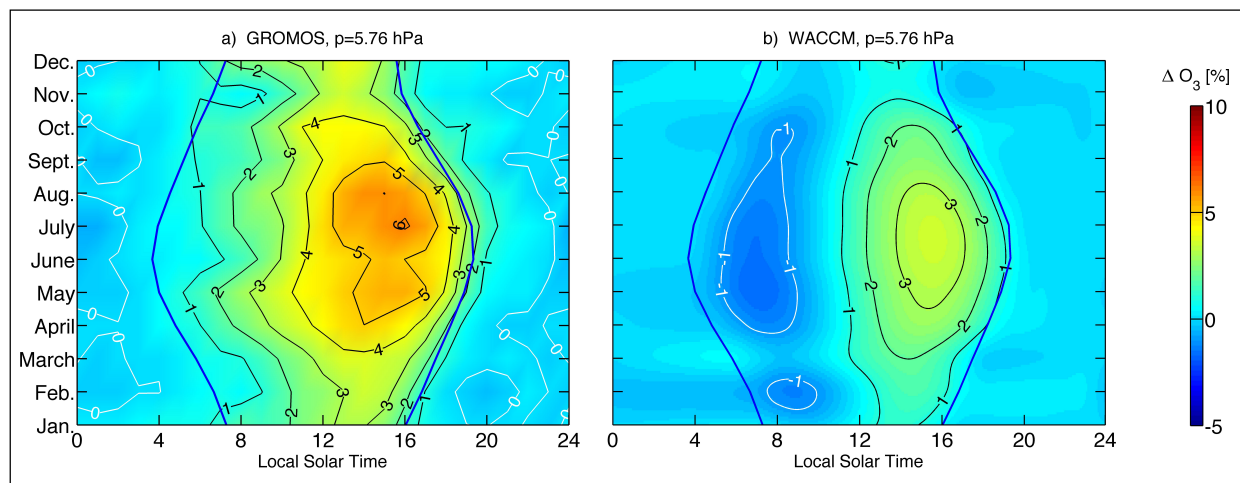 a) GROMOS, p=5.76 hPa
b) WACCM, p=5.76 hPa
Δ O3 [%]
Dec.
Nov.
Oct.
Sept.
Aug.
July
June
May
April
March
Feb.
Jan.
0 4 8 12 16 20 24
Local Solar Time
0 4 8 12 16 20 24
Local Solar Time
10
5
0
-5